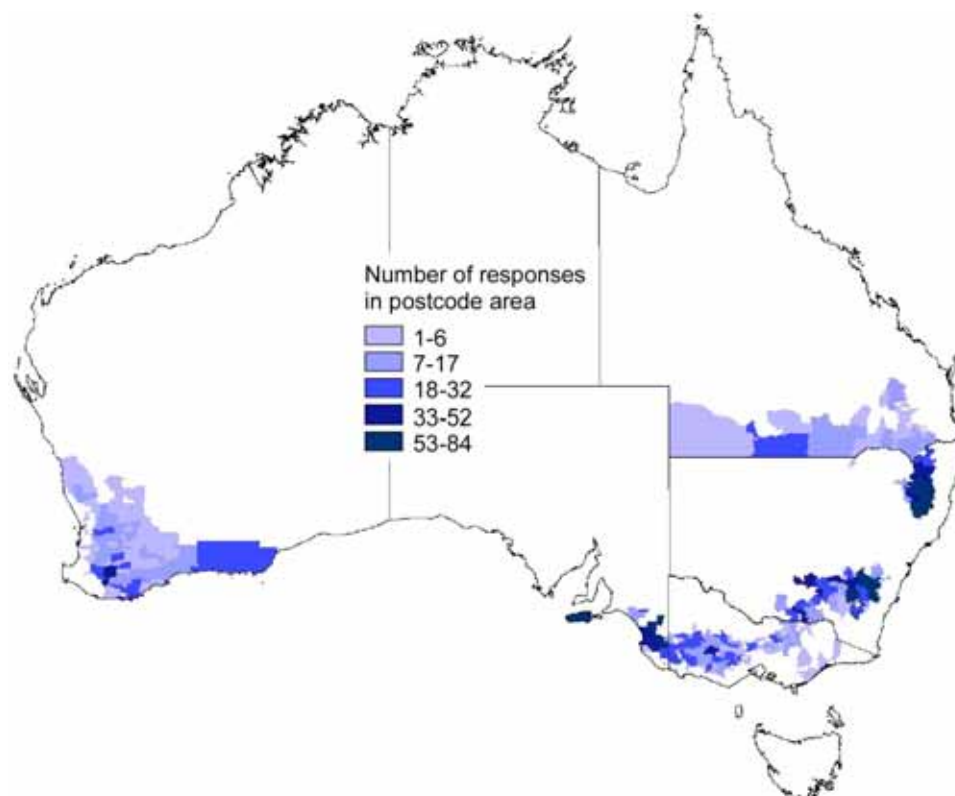 Number of responses
in postcode area
1-6
7-17
18-32
33-52
53-84